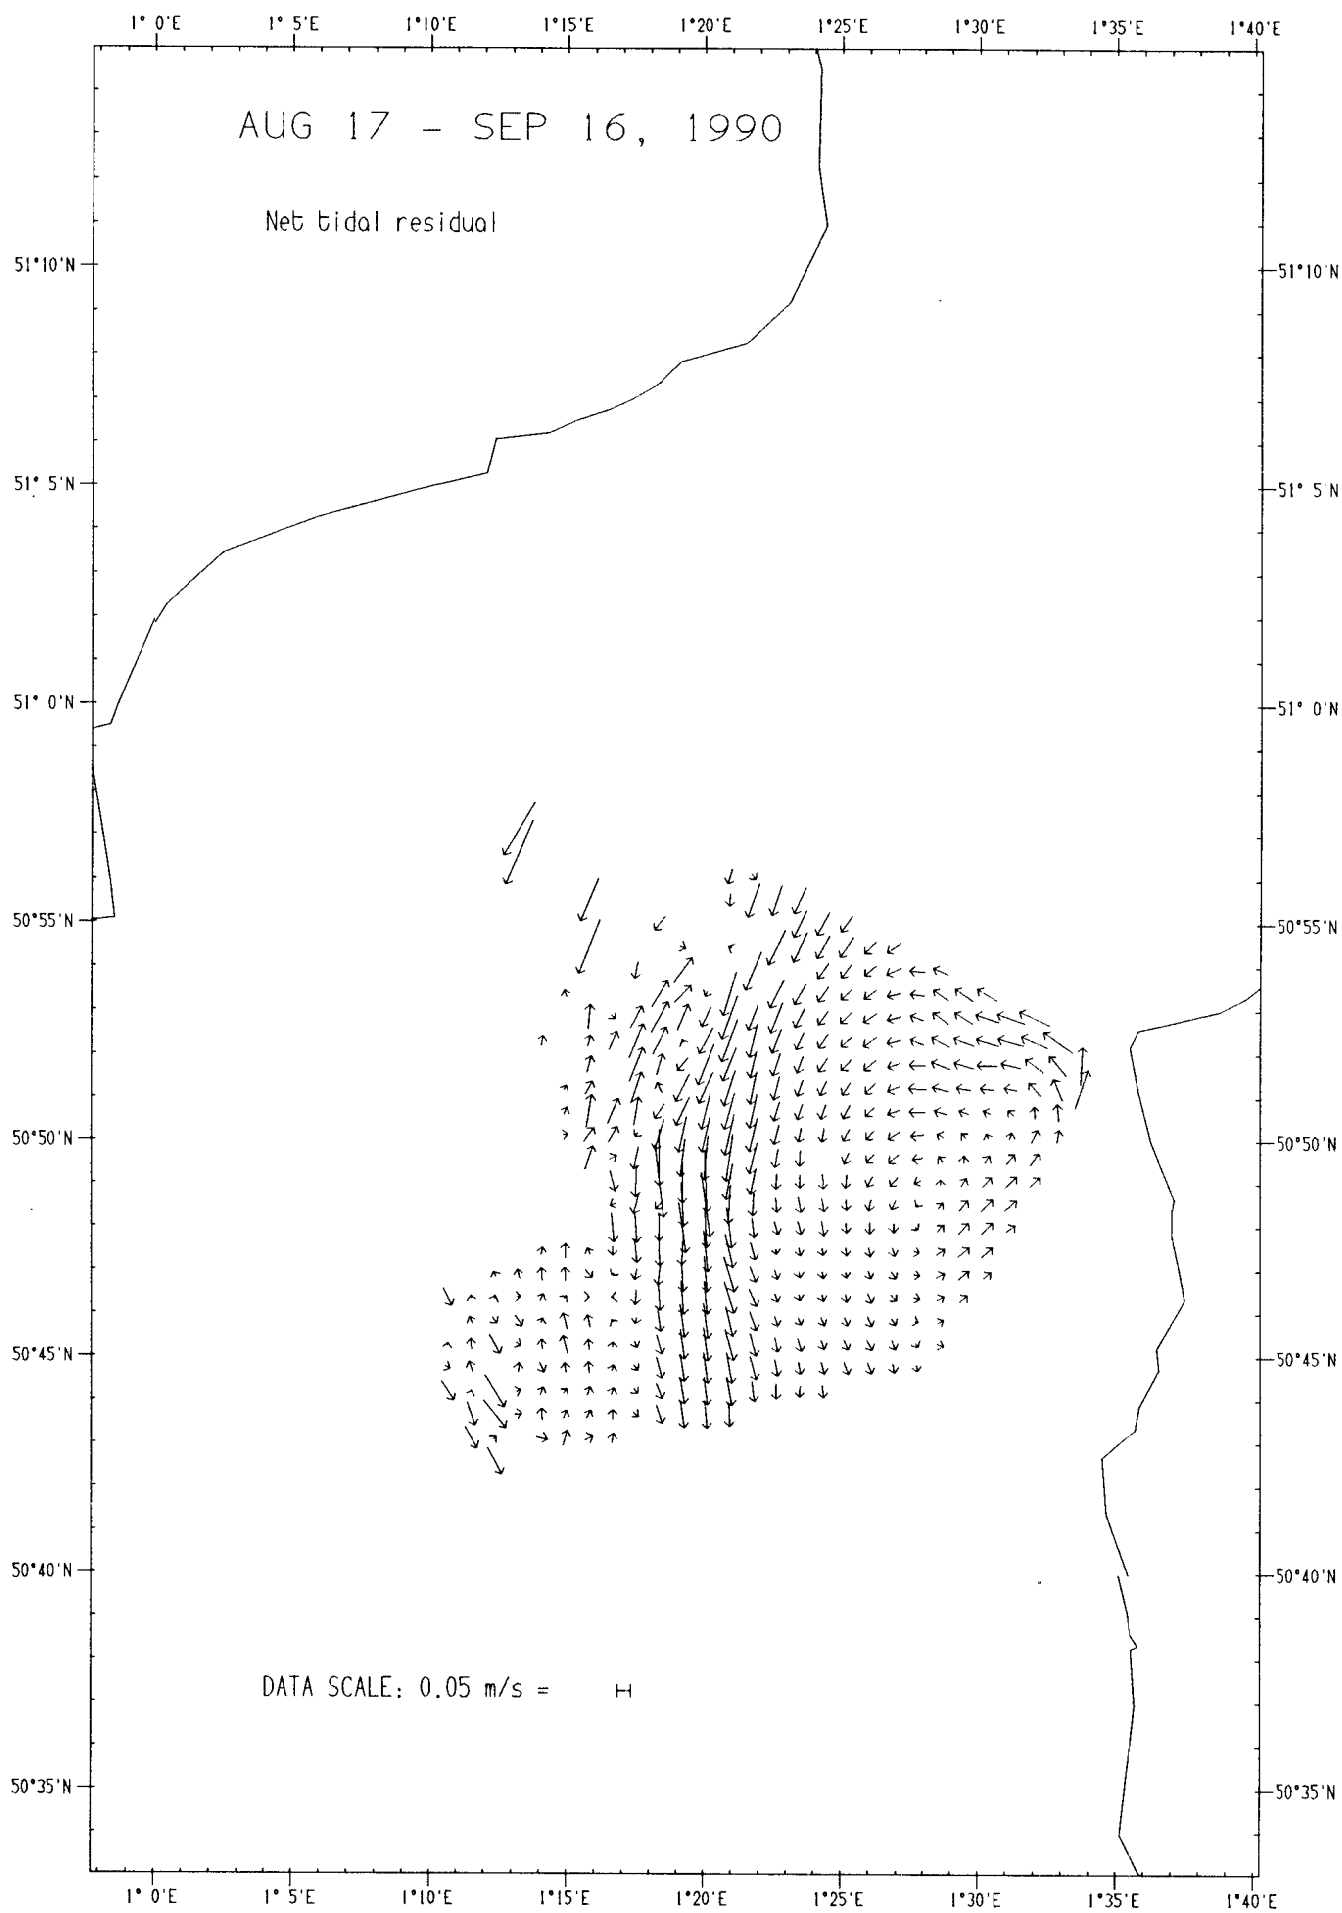 1° 0'E 1° 5'E 1°10'E 1°15'E 1°20'E 1°25'E 1°30'E 1°35'E 1°40'E
AUG 17 - SEP 16, 1990
Net tidal residual
51°10'N 51°10'N
51° 5'N 51° 5'N
51° 0'N 51° 0'N
50°55'N 50°55'N
50°50'N 50°50'N
50°45'N 50°45'N
50°40'N 50°40'N
DATA SCALE: 0.05 m/s =
50°35'N 50°35'N
1° 0'E 1° 5'E 1°10'E 1°15'E 1°20'E 1°25'E 1°30'E 1°35'E 1°40'E